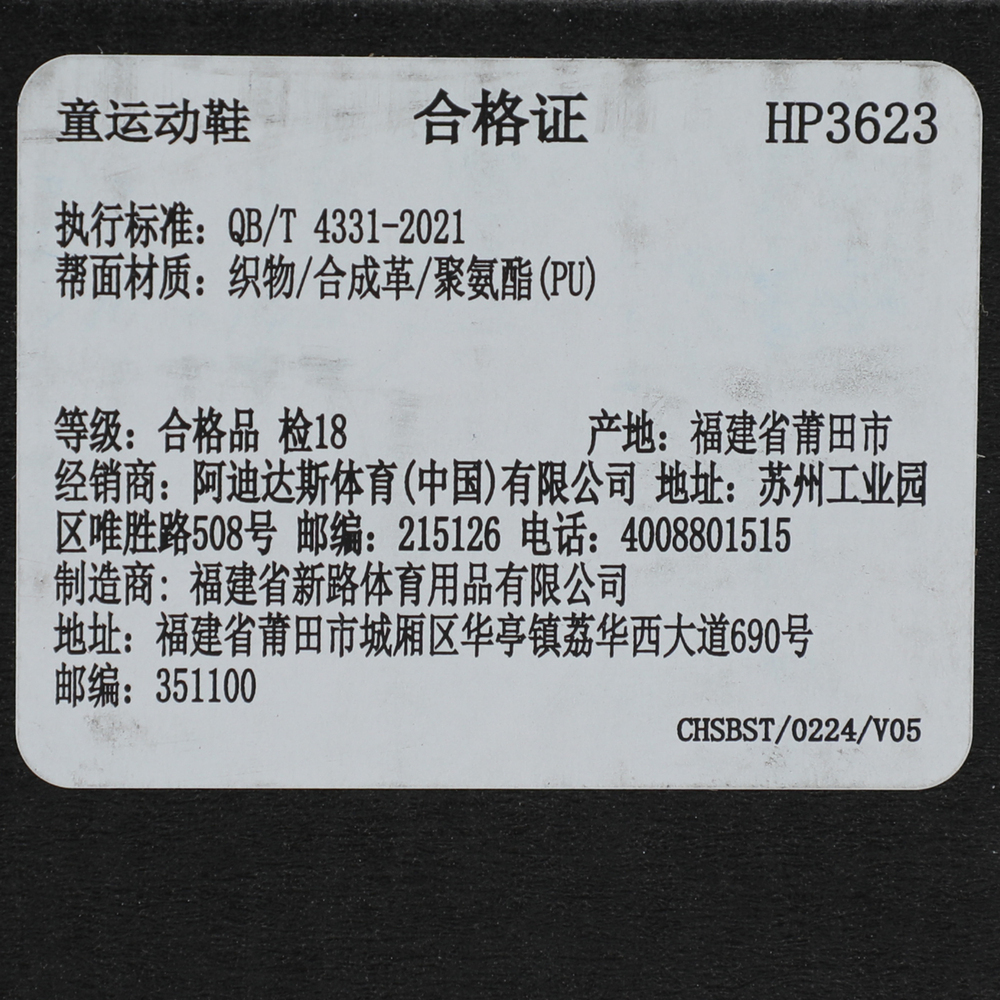 童运动鞋 合格证 HP3623
执行标准：QB/T 4331-2021
帮面材质：织物/合成革/聚氨酯(PU)
等级：合格品 检18 产地：福建省莆田市
经销商：阿迪达斯体育(中国)有限公司 地址：苏州工业园
区唯胜路508号 邮编：215126 电话：4008801515
制造商：福建省新路体育用品有限公司
地址：福建省莆田市城厢区华亭镇荔华西大道690号
邮编：351100
CHSBST/0224/V05